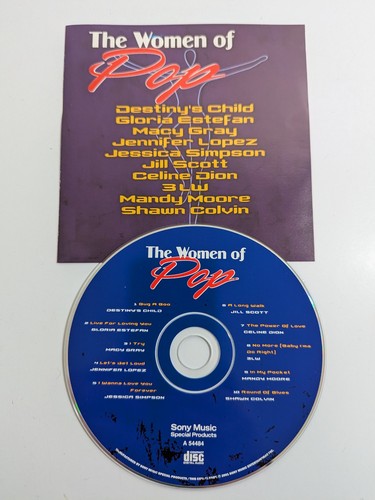 The Women of
Pop
Destiny's Child
Gloria Estefan
Macy Gray
Jennifer Lopez
Jessica Simpson
Jill Scott
Celine Dion
3LW
Mandy Moore
Shawn Colvin
The Women of
Pop
1 Bug A Boo
DESTINY'S CHILD
2 Live For Loving You
GLORIA ESTEFAN
3 I Try
MACY GRAY
4 Let's Get Loud
JENNIFER LOPEZ
5 I Wanna Love You
Forever
JESSICA SIMPSON
6 A Long Walk
JILL SCOTT
7 The Power Of Love
CELINE DION
8 No More (Baby I'ma
Do Right)
3LW
9 In My Pocket
MANDY MOORE
10 Round Of Blues
SHAWN COLVIN
Sony Music
Special Products
A 54484
COMPACT
disc
DIGITAL AUDIO